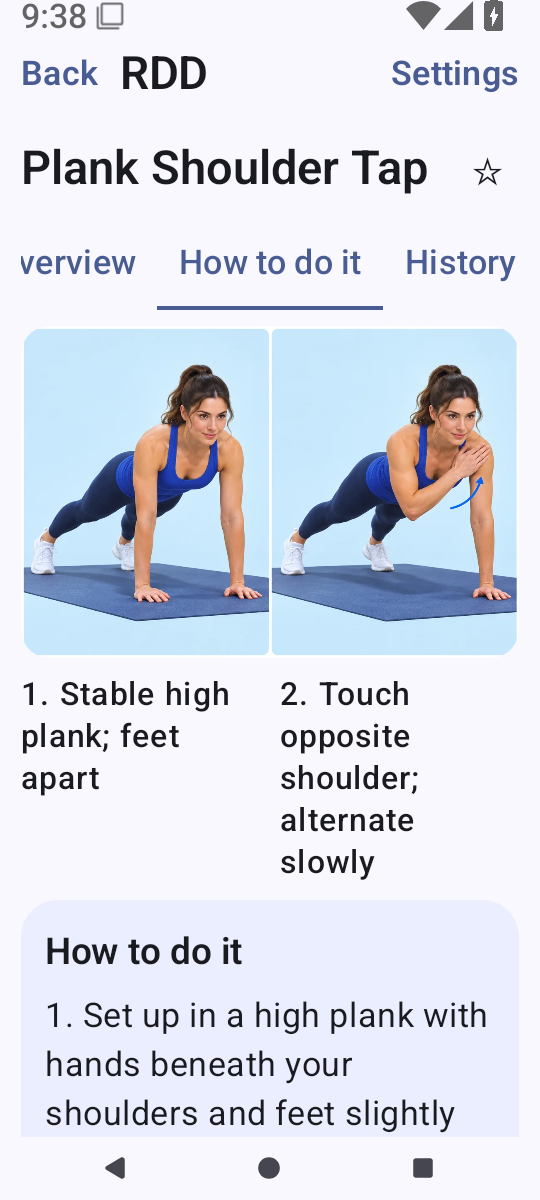 9:38
Back RDD Settings
Plank Shoulder Tap ☆
verview How to do it History
1. Stable high
plank; feet
apart
2. Touch
opposite
shoulder;
alternate
slowly
How to do it
1. Set up in a high plank with
hands beneath your
shoulders and feet slightly